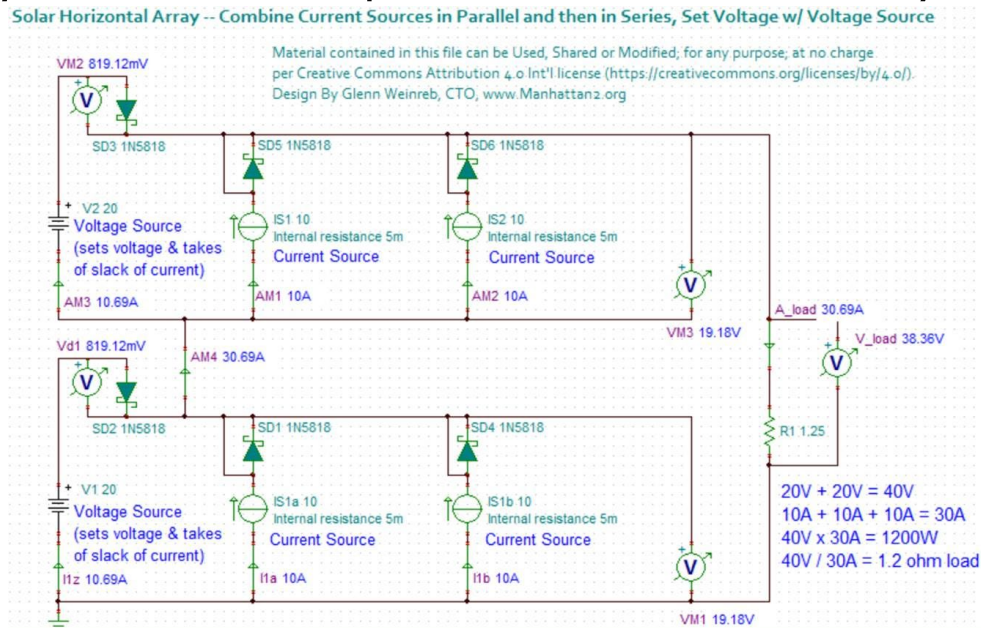 Solar Horizontal Array -- Combine Current Sources in Parallel and then in Series, Set Voltage w/ Voltage Source
Material contained in this file can be Used, Shared or Modified; for any purpose; at no charge
per Creative Commons Attribution 4.0 Int'l license (https://creativecommons.org/licenses/by/4.0/).
Design By Glenn Weinreb, CTO, www.Manhattan2.org
VM2 819.12mV
+
V
SD3 1N5818
SD5 1N5818
SD6 1N5818
+ V2 20
Voltage Source
(sets voltage & takes
of slack of current)
IS1 10
Internal resistance 5m
Current Source
IS2 10
Internal resistance 5m
Current Source
AM3 10.69A
AM1 10A
AM2 10A
+
V
VM3 19.18V
A_load 30.69A
V_load 38.36V
+
V
R1 1.25
Vd1 819.12mV
+
V
AM4 30.69A
SD2 1N5818
SD1 1N5818
SD4 1N5818
+ V1 20
Voltage Source
(sets voltage & takes
of slack of current)
IS1a 10
Internal resistance 5m
Current Source
IS1b 10
Internal resistance 5m
Current Source
I1z 10.69A
I1a 10A
I1b 10A
+
V
VM1 19.18V
20V + 20V = 40V
10A + 10A + 10A = 30A
40V x 30A = 1200W
40V / 30A = 1.2 ohm load